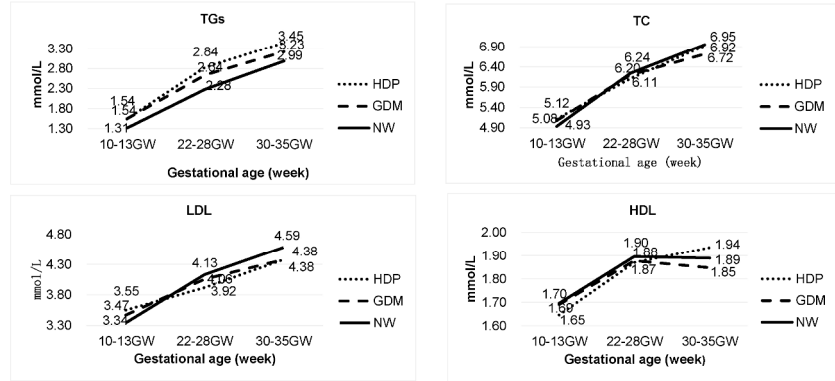 TGs
mmol/L
3.30
2.80
2.30
1.80
1.30
1.54
1.54
1.31
2.84
2.64
2.28
3.45
3.23
2.99
10-13GW
22-28GW
30-35GW
Gestational age (week)
HDP
GDM
NW
TC
mmol/L
6.90
6.40
5.90
5.40
4.90
5.12
5.08
4.93
6.24
6.20
6.11
6.95
6.92
6.72
10-13GW
22-28GW
30-35GW
Gestational age (week)
HDP
GDM
NW
LDL
mmol/L
4.80
4.30
3.80
3.30
3.55
3.47
3.34
4.13
4.06
3.92
4.59
4.38
4.38
10-13GW
22-28GW
30-35GW
Gestational age (week)
HDP
GDM
NW
HDL
mmol/L
2.00
1.90
1.80
1.70
1.60
1.70
1.69
1.65
1.90
1.88
1.87
1.94
1.89
1.85
10-13GW
22-28GW
30-35GW
Gestational age (week)
HDP
GDM
NW